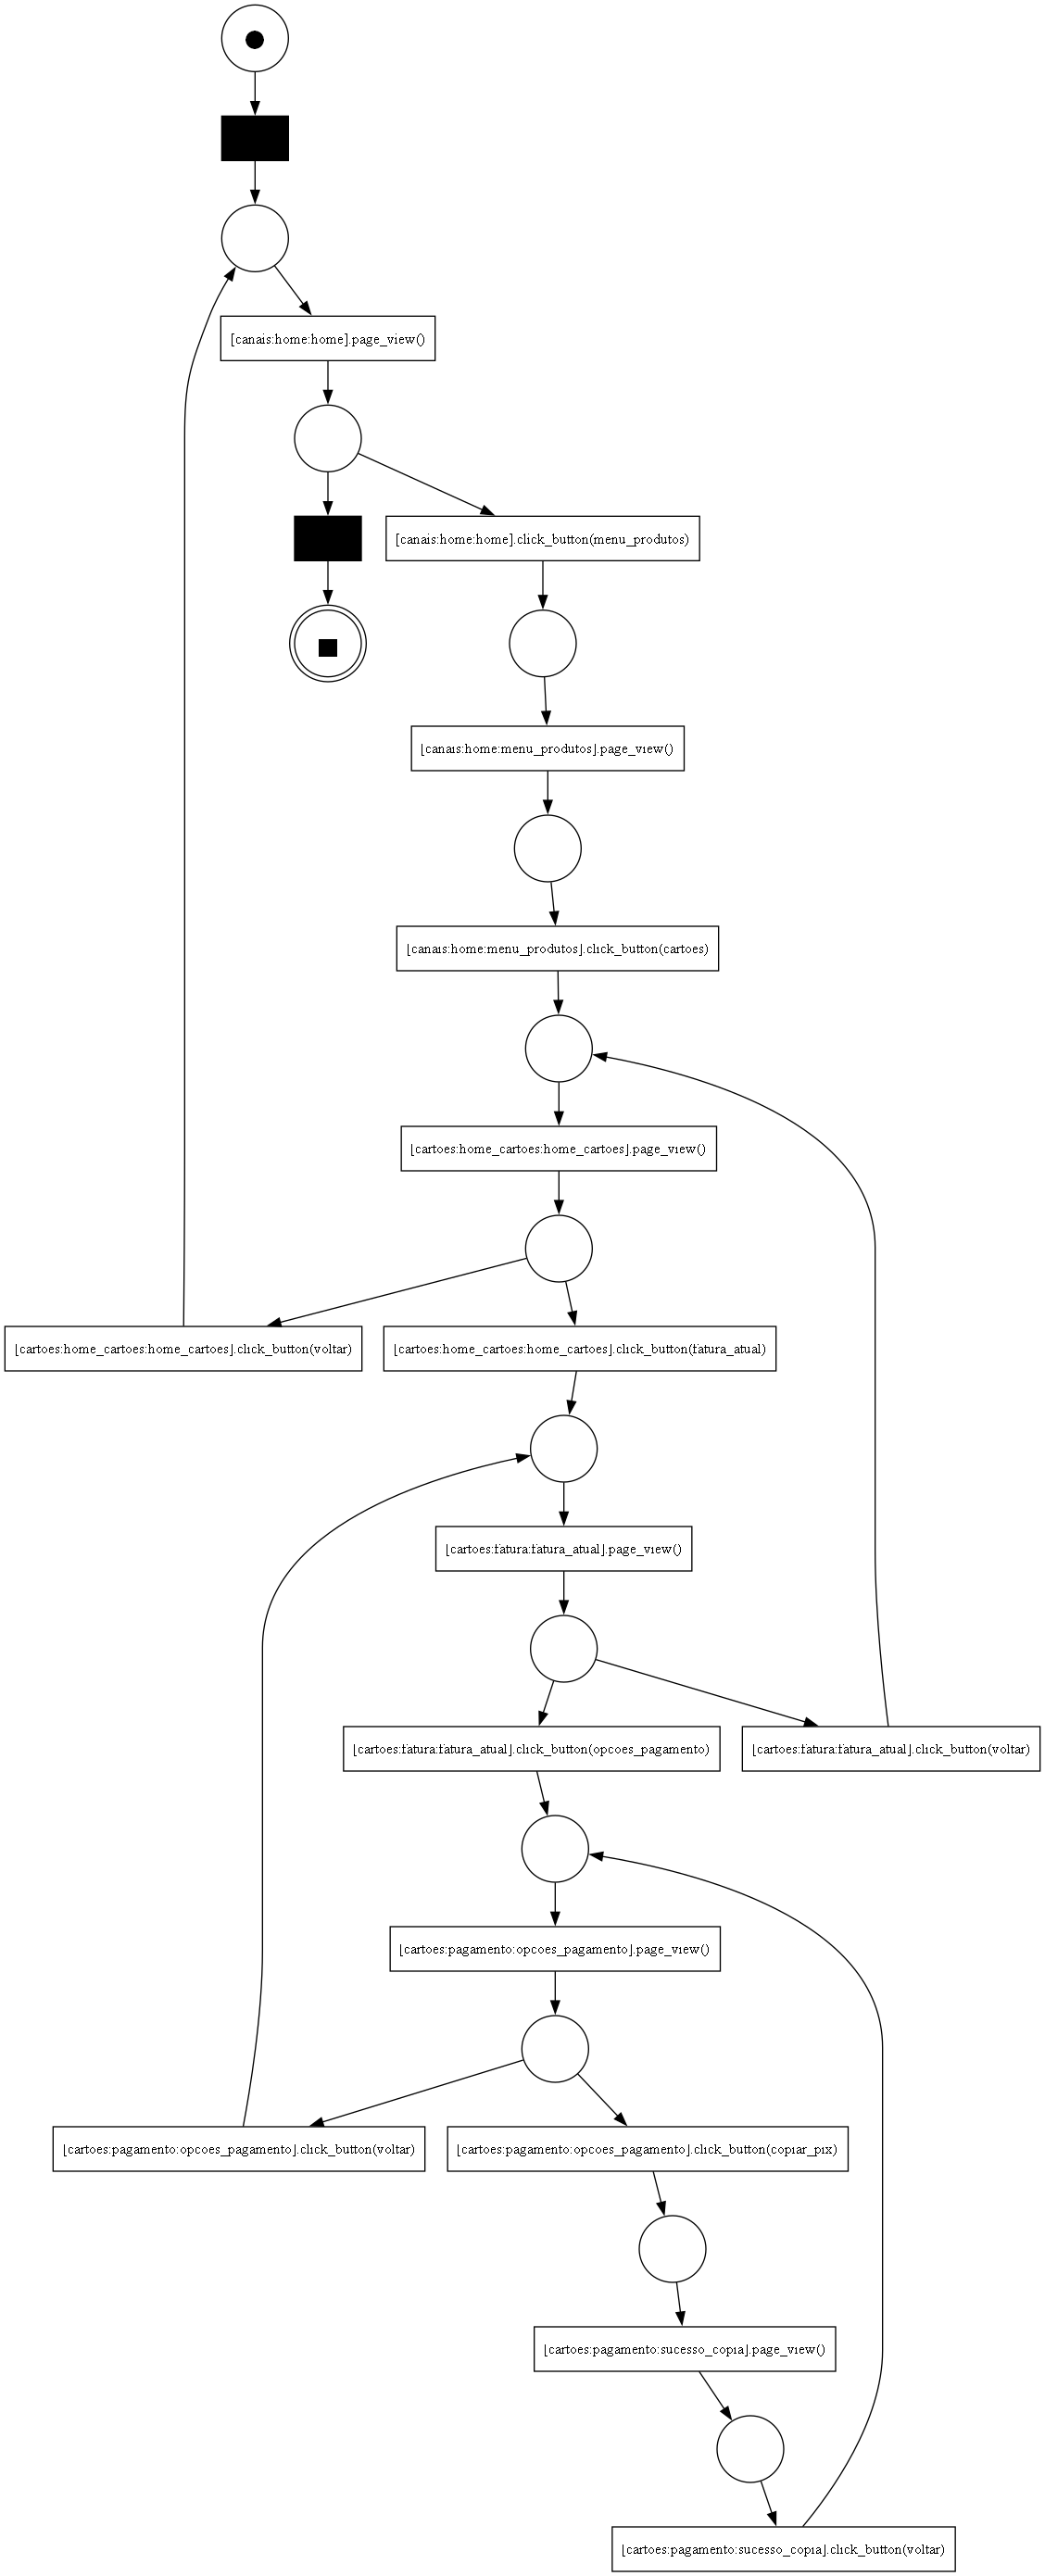 [canais:home:home].page_view()
[canais:home:home].click_button(menu_produtos)
[canais:home:menu_produtos].page_view()
[canais:home:menu_produtos].click_button(cartoes)
[cartoes:home_cartoes:home_cartoes].page_view()
[cartoes:home_cartoes:home_cartoes].click_button(voltar)
[cartoes:home_cartoes:home_cartoes].click_button(fatura_atual)
[cartoes:fatura:fatura_atual].page_view()
[cartoes:fatura:fatura_atual].click_button(opcoes_pagamento)
[cartoes:fatura:fatura_atual].click_button(voltar)
[cartoes:pagamento:opcoes_pagamento].page_view()
[cartoes:pagamento:opcoes_pagamento].click_button(voltar)
[cartoes:pagamento:opcoes_pagamento].click_button(copiar_pix)
[cartoes:pagamento:sucesso_copia].page_view()
[cartoes:pagamento:sucesso_copia].click_button(voltar)